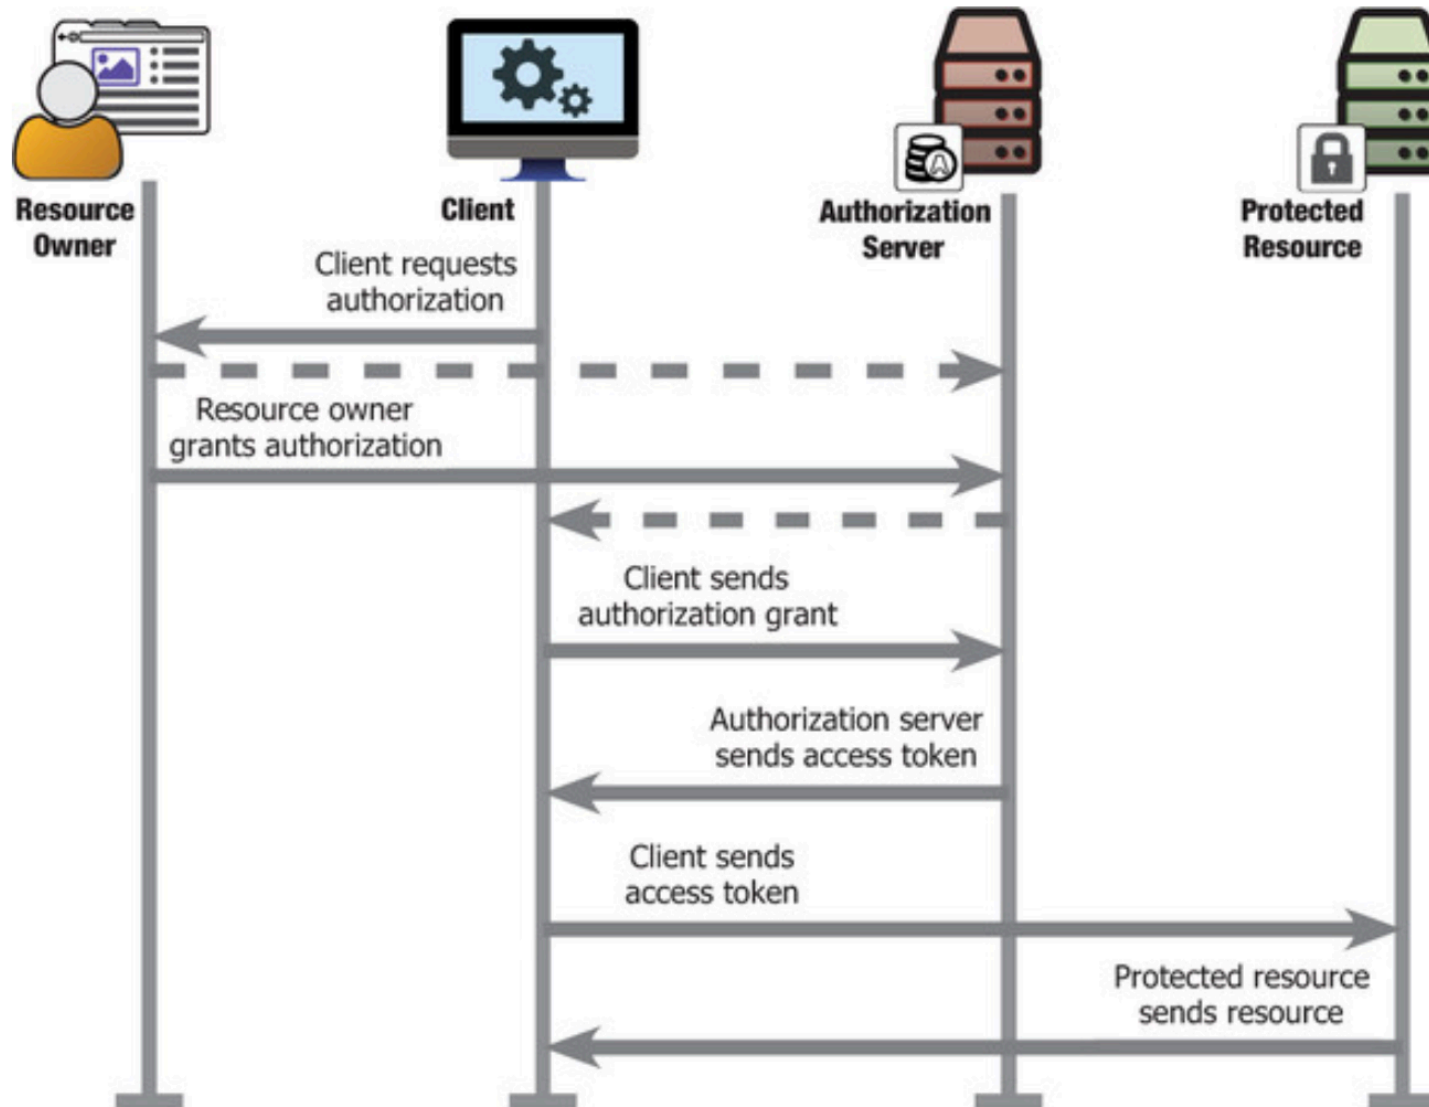 Resource
Owner
Client
Authorization
Server
Protected
Resource
Client requests
authorization
Resource owner
grants authorization
Client sends
authorization grant
Authorization server
sends access token
Client sends
access token
Protected resource
sends resource
A